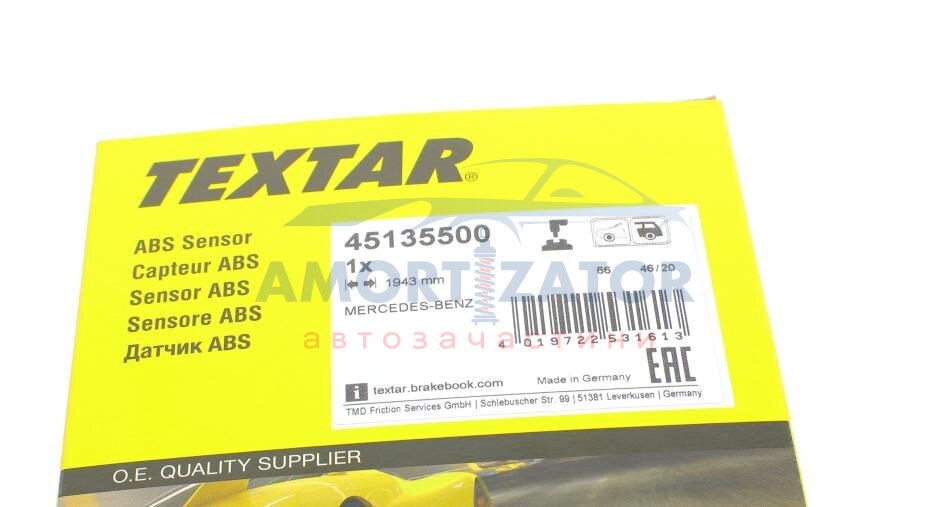 TEXTAR®
ABS Sensor
Capteur ABS
Sensor ABS
Sensore ABS
Датчик ABS
45135500
1x
1943 mm
MERCEDES-BENZ
66 46/20
4 019722 531613
EAC
i textar.brakebook.com
Made in Germany
TMD Friction Services GmbH | Schlebuscher Str. 99 | 51381 Leverkusen | Germany
AMORTIZATOR
автозапчастини
O.E. QUALITY SUPPLIER